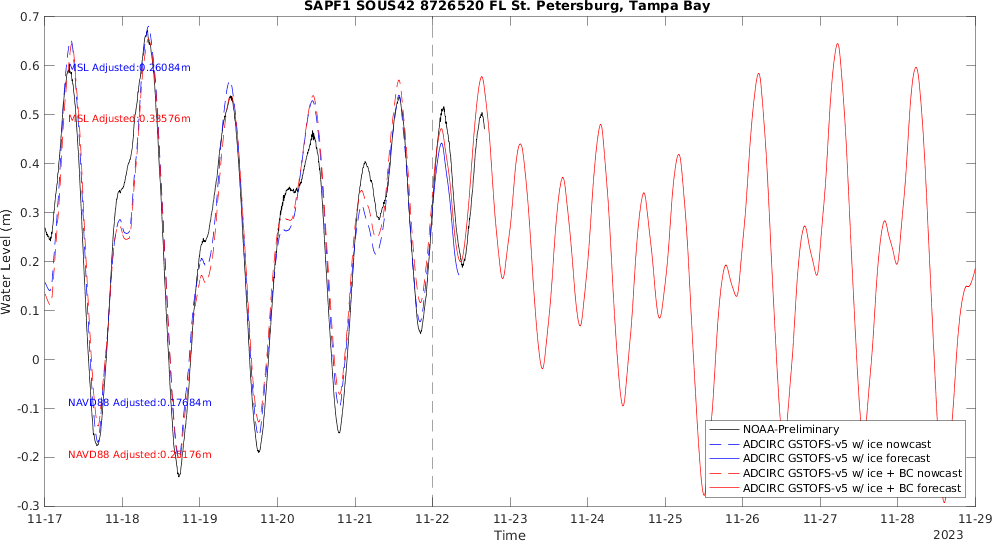 SAPF1 SOUS42 8726520 FL St. Petersburg, Tampa Bay
Water Level (m)
0.7
0.6
0.5
0.4
0.3
0.2
0.1
0
-0.1
-0.2
-0.3
MSL Adjusted:0.26084m
MSL Adjusted:0.33576m
NAVD88 Adjusted:0.17684m
NAVD88 Adjusted:0.25176m
NOAA-Preliminary
ADCIRC GSTOFS-v5 w/ ice nowcast
ADCIRC GSTOFS-v5 w/ ice forecast
ADCIRC GSTOFS-v5 w/ ice + BC nowcast
ADCIRC GSTOFS-v5 w/ ice + BC forecast
11-17 11-18 11-19 11-20 11-21 11-22 11-23 11-24 11-25 11-26 11-27 11-28 11-29
Time
2023